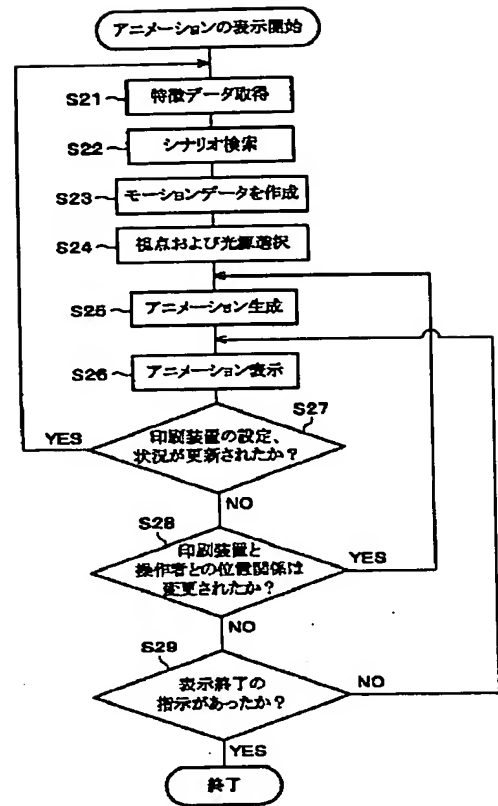 アニメーションの表示開始
S21
特徴データ取得
S22
シナリオ検索
S23
モーションデータを作成
S24
視点および光源選択
S25
アニメーション生成
S26
アニメーション表示
S27
YES
印刷装置の設定、
状況が更新されたか?
NO
S28
印刷装置と
操作者との位置関係は
変更されたか?
YES
NO
S29
表示終了の
指示があったか?
NO
YES
終了